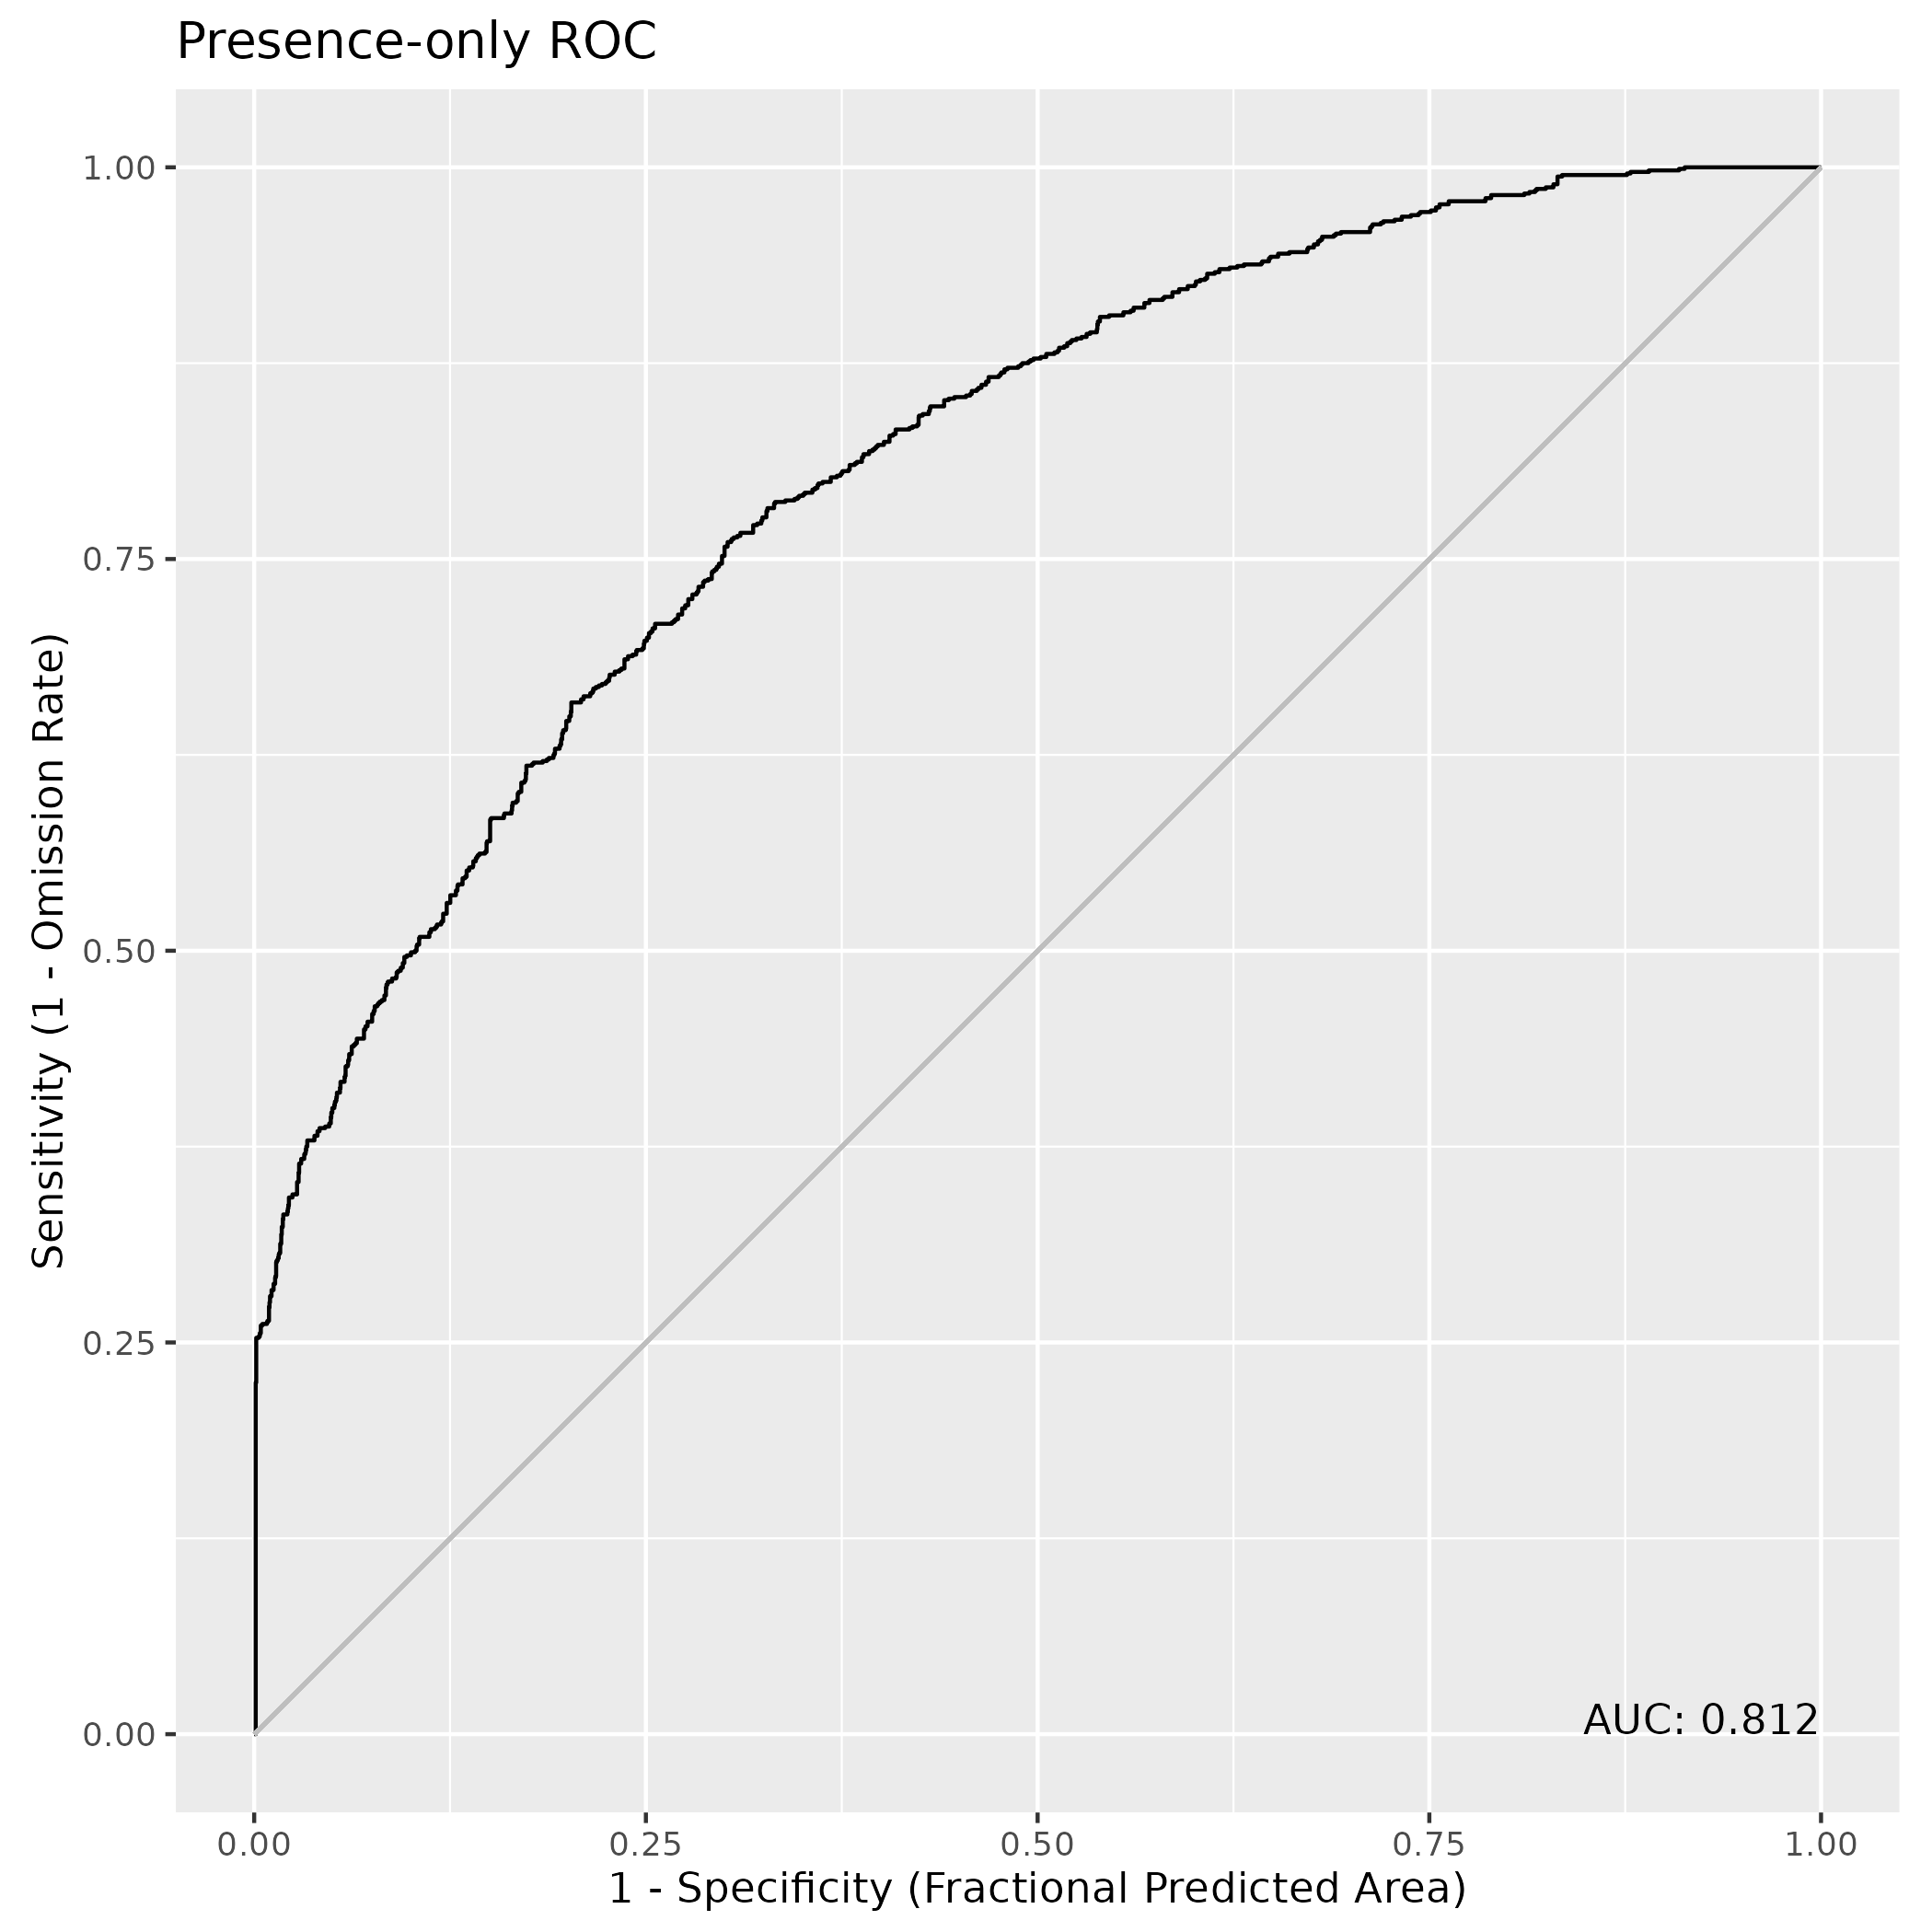 Presence-only ROC
Sensitivity (1 - Omission Rate)
1.00
0.75
0.50
0.25
0.00
AUC: 0.812
0.00 0.25 0.50 0.75 1.00
1 - Specificity (Fractional Predicted Area)